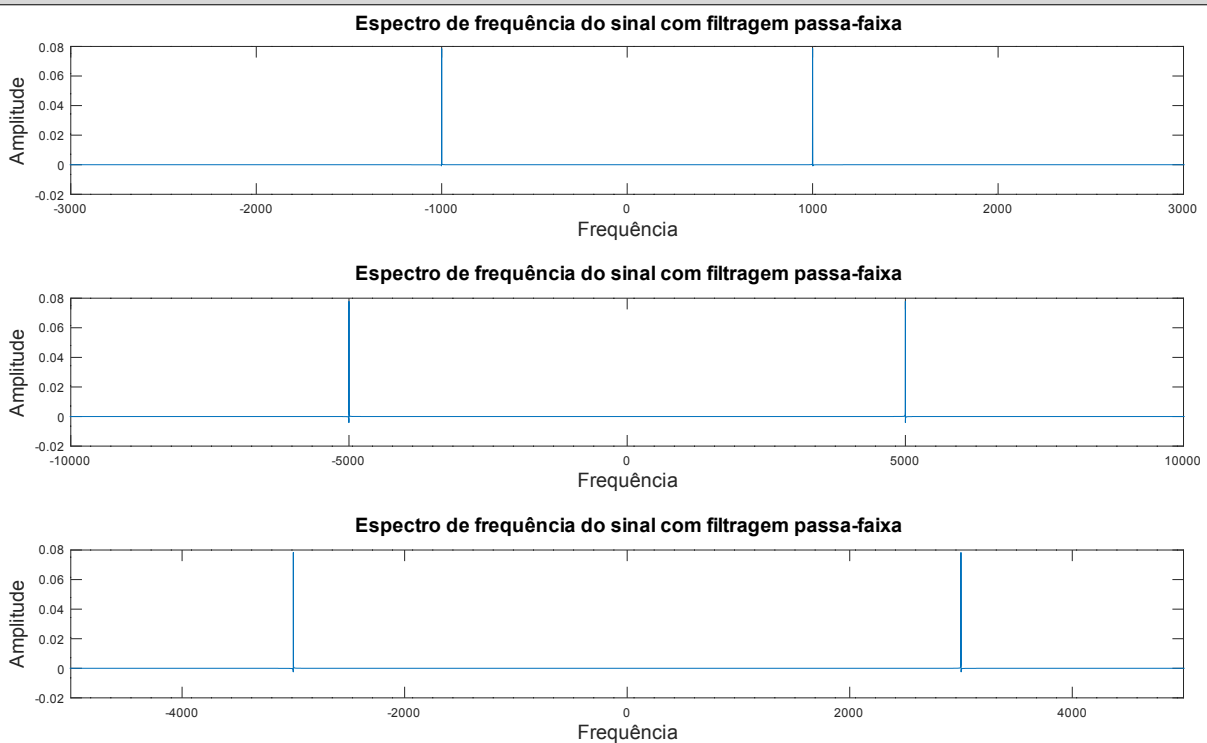 Espectro de frequência do sinal com filtragem passa-faixa
0.08
0.06
0.04
0.02
0
-0.02
Amplitude
-3000 -2000 -1000 0 1000 2000 3000
Frequência
Espectro de frequência do sinal com filtragem passa-faixa
0.08
0.06
0.04
0.02
0
-0.02
Amplitude
-10000 -5000 0 5000 10000
Frequência
Espectro de frequência do sinal com filtragem passa-faixa
0.08
0.06
0.04
0.02
0
-0.02
Amplitude
-4000 -2000 0 2000 4000
Frequência